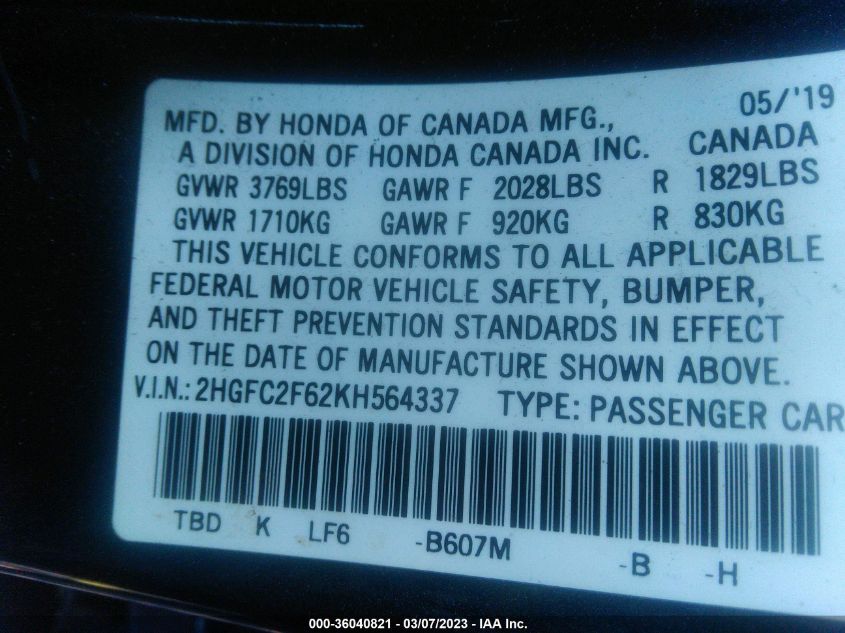 05/'19
MFD. BY HONDA OF CANADA MFG.,
A DIVISION OF HONDA CANADA INC. CANADA
GVWR 3769LBS GAWR F 2028LBS R 1829LBS
GVWR 1710KG GAWR F 920KG R 830KG
THIS VEHICLE CONFORMS TO ALL APPLICABLE
FEDERAL MOTOR VEHICLE SAFETY, BUMPER,
AND THEFT PREVENTION STANDARDS IN EFFECT
ON THE DATE OF MANUFACTURE SHOWN ABOVE.
V.I.N.: 2HGFC2F62KH564337 TYPE: PASSENGER CAR
TBD K LF6 -B607M -B -H
000-36040821 - 03/07/2023 - IAA Inc.